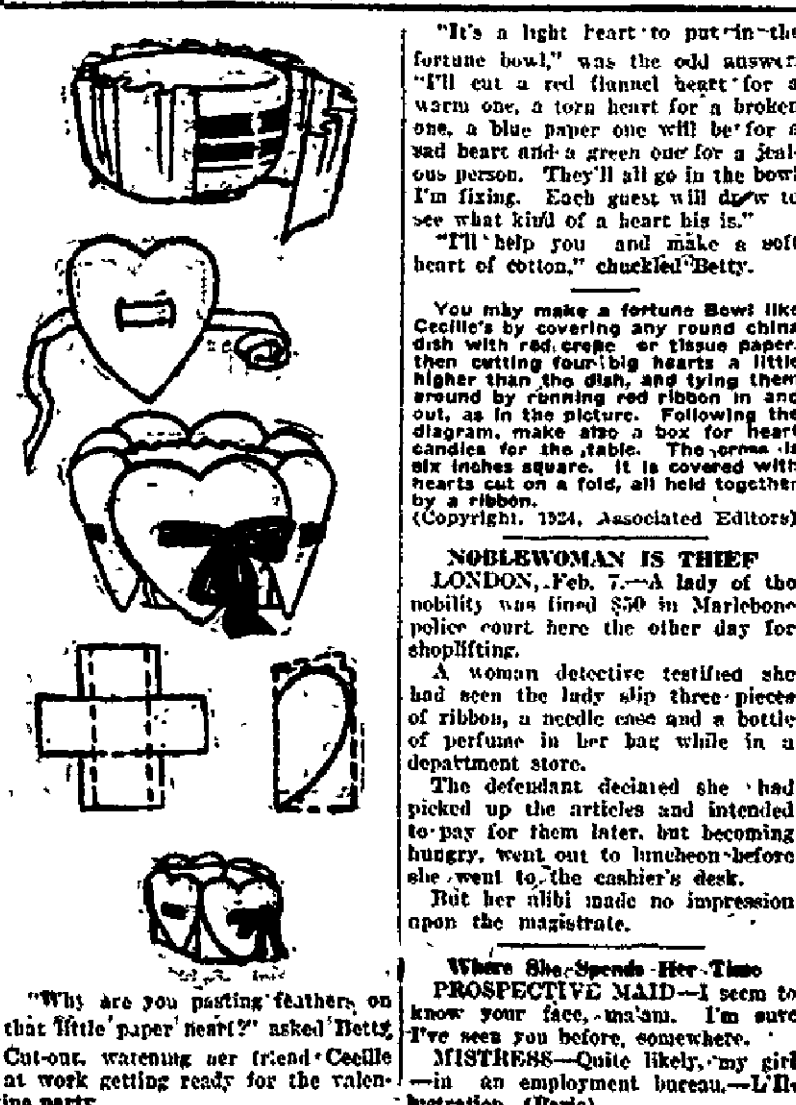 "Why are you pasting feathers on
that little paper heart?" asked Betty
Cut-out, watching her friend Cecille
at work getting ready for the valen-
tine party.
"It's a light heart to put in the
fortune bowl," was the odd answer.
"I'll cut a red flannel heart for a
warm one, a torn heart for a broken
one, a blue paper one will be for a
sad heart and a green one for a jeal-
ous person. They'll all go in the bowl
I'm fixing. Each guest will draw to
see what kind of a heart his is."
"I'll help you and make a soft
heart of cotton," chuckled Betty.
You may make a fortune Bowl like
Cecille's by covering any round china
dish with red crepe or tissue paper,
then cutting four big hearts a little
higher than the dish, and tying them
around by running red ribbon in and
out, as in the picture. Following the
diagram, make also a box for heart
candies for the table. The cross is
six inches square. It is covered with
hearts cut on a fold, all held together
by a ribbon.
(Copyright, 1924, Associated Editors)
NOBLEWOMAN IS THIEF
LONDON, Feb. 7.—A lady of the
nobility was fined $50 in Marlebone
police court here the other day for
shoplifting.
A woman detective testified she
had seen the lady slip three pieces
of ribbon, a needle case and a bottle
of perfume in her bag while in a
department store.
The defendant declared she had
picked up the articles and intended
to pay for them later, but becoming
hungry, went out to luncheon before
she went to the cashier's desk.
But her alibi made no impression
upon the magistrate.
Where She Spends Her Time
PROSPECTIVE MAID—I seem to
know your face, ma'am. I'm sure
I've seen you before, somewhere.
MISTRESS—Quite likely, my girl
—in an employment bureau.—L'Il-
lustration (Paris)